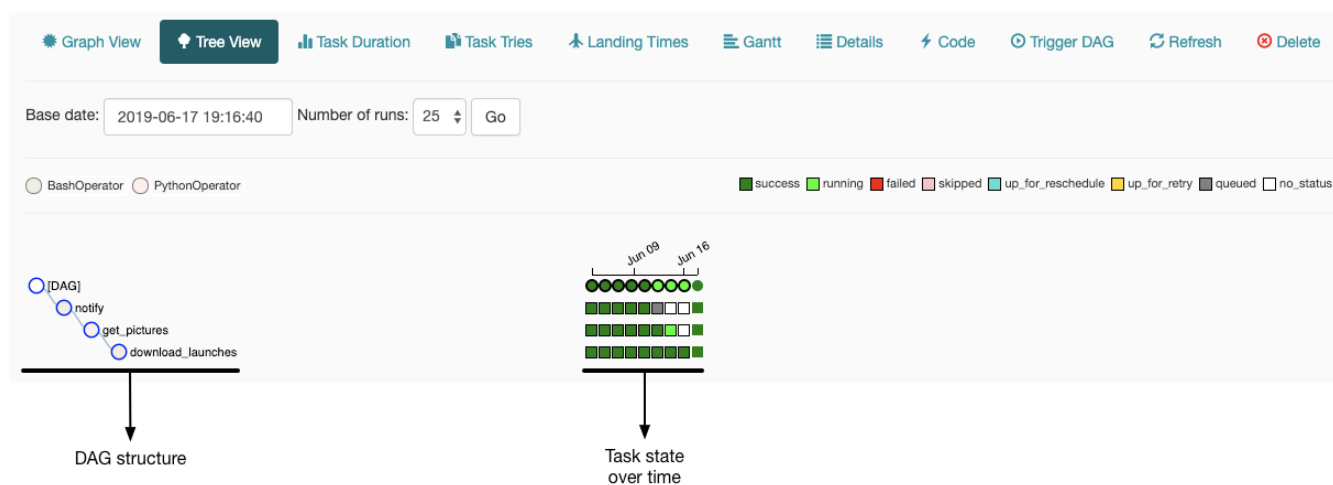 Graph View Tree View Task Duration Task Tries Landing Times Gantt Details Code Trigger DAG Refresh Delete
Base date: 2019-06-17 19:16:40 Number of runs: 25 Go
BashOperator PythonOperator success running failed skipped up_for_reschedule up_for_retry queued no_status
Jun 09 Jun 16
[DAG]
notify
get_pictures
download_launches
DAG structure
Task state
over time